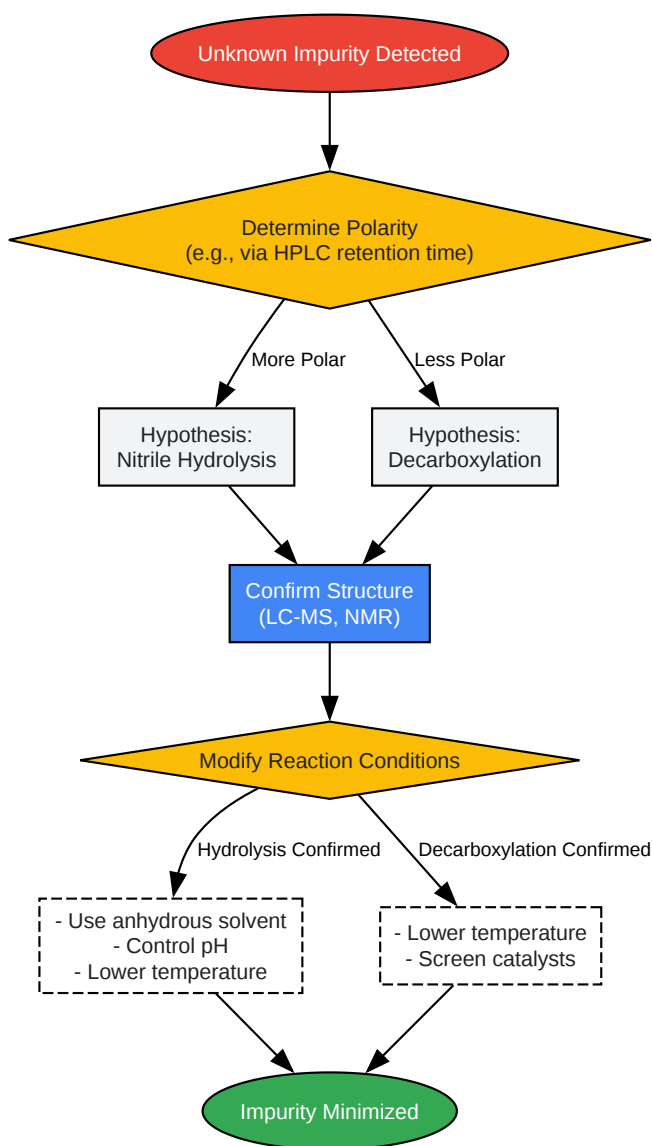 Unknown Impurity Detected
Determine Polarity
(e.g., via HPLC retention time)
More Polar
Less Polar
Hypothesis:
Nitrile Hydrolysis
Hypothesis:
Decarboxylation
Confirm Structure
(LC-MS, NMR)
Modify Reaction Conditions
Hydrolysis Confirmed
Decarboxylation Confirmed
- Use anhydrous solvent
- Control pH
- Lower temperature
- Lower temperature
- Screen catalysts
Impurity Minimized